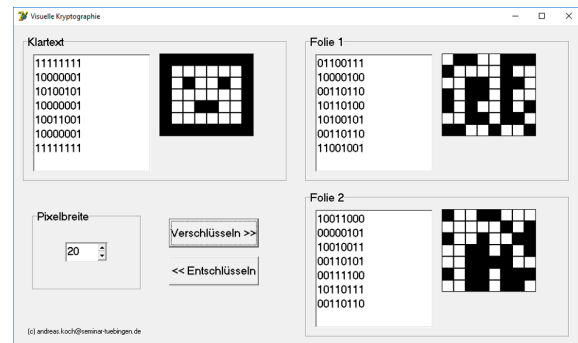 Visuelle Kryptographie
Klartext
11111111
10000001
10100101
10000001
10011001
10000001
11111111
Pixelbreite
20
Verschlüsseln >>
<< Entschlüsseln
(c) andreas.koch@seminar-tuebingen.de
Folie 1
01100111
10000100
00110110
10110100
10100101
00110110
11001001
Folie 2
10011000
00000101
10010011
00110101
00111100
10110111
00110110